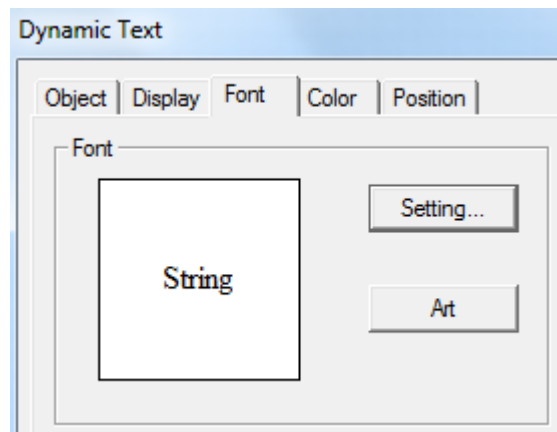 Dynamic Text
Object Display Font Color Position
Font
Setting...
String
Art